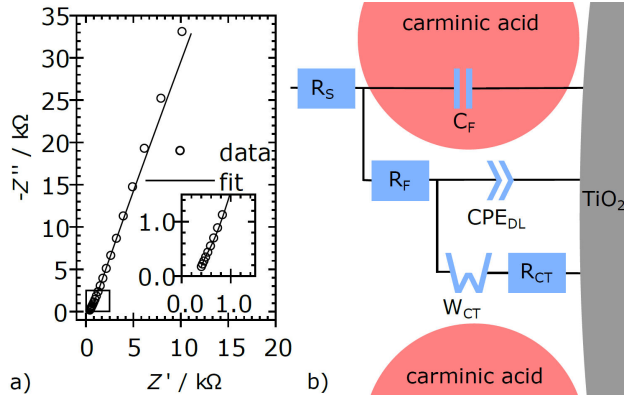 35
30
25
20
15
10
5
0
-Z'' / kΩ
data
fit
1.0
0.0
0.0 1.0
0 5 10 15 20
Z' / kΩ
a)
carminic acid
R_S
C_F
R_F
CPE_DL
TiO₂
W_CT
R_CT
carminic acid
b)